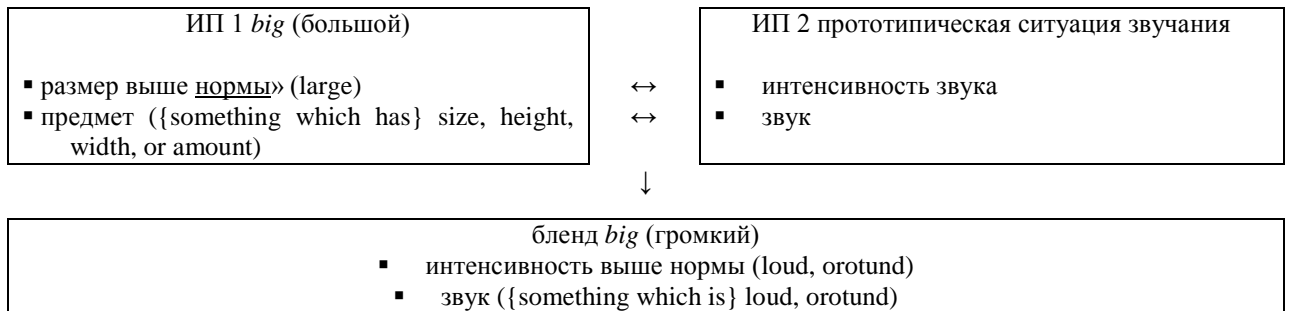 ИП 1 big (большой)
▪ размер выше нормы» (large)
▪ предмет ({something which has} size, height,
width, or amount)
↔
↔
ИП 2 прототипическая ситуация звучания
▪ интенсивность звука
▪ звук
↓
бленд big (громкий)
▪ интенсивность выше нормы (loud, orotund)
▪ звук ({something which is} loud, orotund)